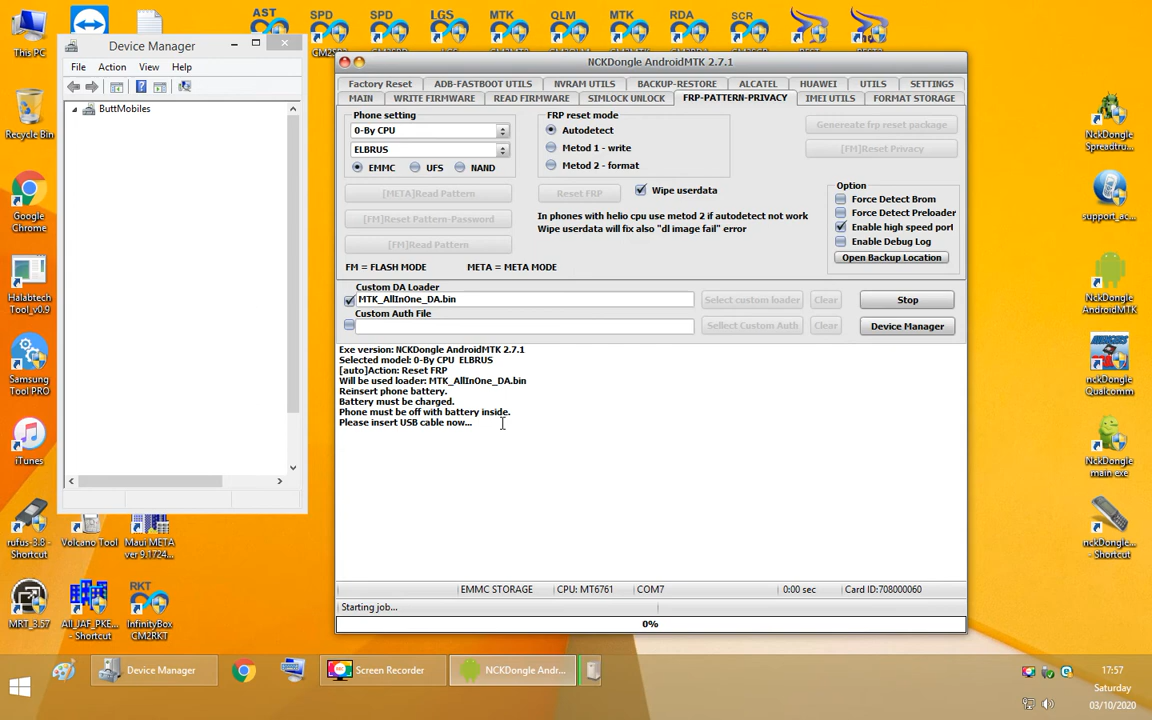 This PC
Recycle Bin
Google
Chrome
Halabtech
Tool_v0.9
Samsung
Tool PRO
iTunes
rufus-3.8 -
Shortcut
Volcano Tool
Maui META
ver 9.1724...
MRT_3.57
All_JAF_PKE...
- Shortcut
RKT
InfinityBox
CM2RKT
AST
SPD
SPD
LGS
MTK
QLM
MTK
RDA
SCR
Device Manager
File
Action
View
Help
ButtMobiles
NCKDongle AndroidMTK 2.7.1
Factory Reset
ADB-FASTBOOT UTILS
NVRAM UTILS
BACKUP-RESTORE
ALCATEL
HUAWEI
UTILS
SETTINGS
MAIN
WRITE FIRMWARE
READ FIRMWARE
SIMLOCK UNLOCK
FRP-PATTERN-PRIVACY
IMEI UTILS
FORMAT STORAGE
Phone setting
0-By CPU
ELBRUS
EMMC
UFS
NAND
[META]Read Pattern
[FM]Reset Pattern-Password
[FM]Read Pattern
FM = FLASH MODE
META = META MODE
FRP reset mode
Autodetect
Metod 1 - write
Metod 2 - format
Reset FRP
Wipe userdata
In phones with helio cpu use metod 2 if autodetect not work
Wipe userdata will fix also "dl image fail" error
Genereate frp reset package
[FM]Reset Privacy
Option
Force Detect Brom
Force Detect Preloader
Enable high speed port
Enable Debug Log
Open Backup Location
Custom DA Loader
MTK_AllInOne_DA.bin
Select custom loader
Clear
Stop
Custom Auth File
Sellect Custom Auth
Clear
Device Manager
Exe version: NCKDongle AndroidMTK 2.7.1
Selected model: 0-By CPU  ELBRUS
[auto]Action: Reset FRP
Will be used loader: MTK_AllInOne_DA.bin
Reinsert phone battery.
Battery must be charged.
Phone must be off with battery inside.
Please insert USB cable now...
EMMC STORAGE
CPU: MT6761
COM7
0:00 sec
Card ID:708000060
Starting job...
0%
NckDongle
Spreadtru...
support_ac...
NckDongle
AndroidMTK
nckDongle
Qualcomm
NckDongle
main exe
nckDongle...
- Shortcut
Device Manager
Screen Recorder
NCKDongle Andr...
17:57
Saturday
03/10/2020